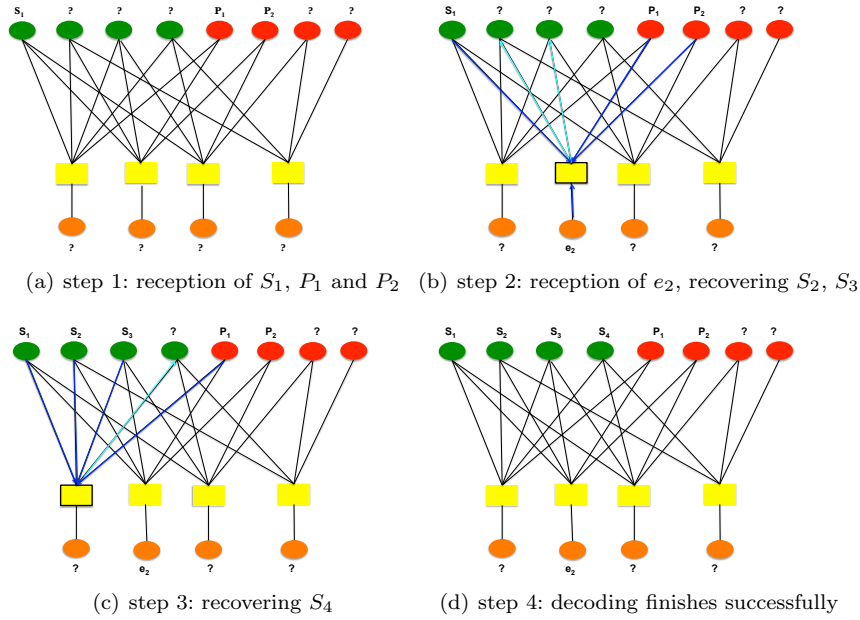 S1 ? ? ? P1 P2 ? ?
? ? ? ?
(a) step 1: reception of S1, P1 and P2
S1 ? ? ? P1 P2 ? ?
? e2 ? ?
(b) step 2: reception of e2, recovering S2, S3
S1 S2 S3 ? P1 P2 ? ?
? e2 ? ?
(c) step 3: recovering S4
S1 S2 S3 S4 P1 P2 ? ?
? e2 ? ?
(d) step 4: decoding finishes successfully